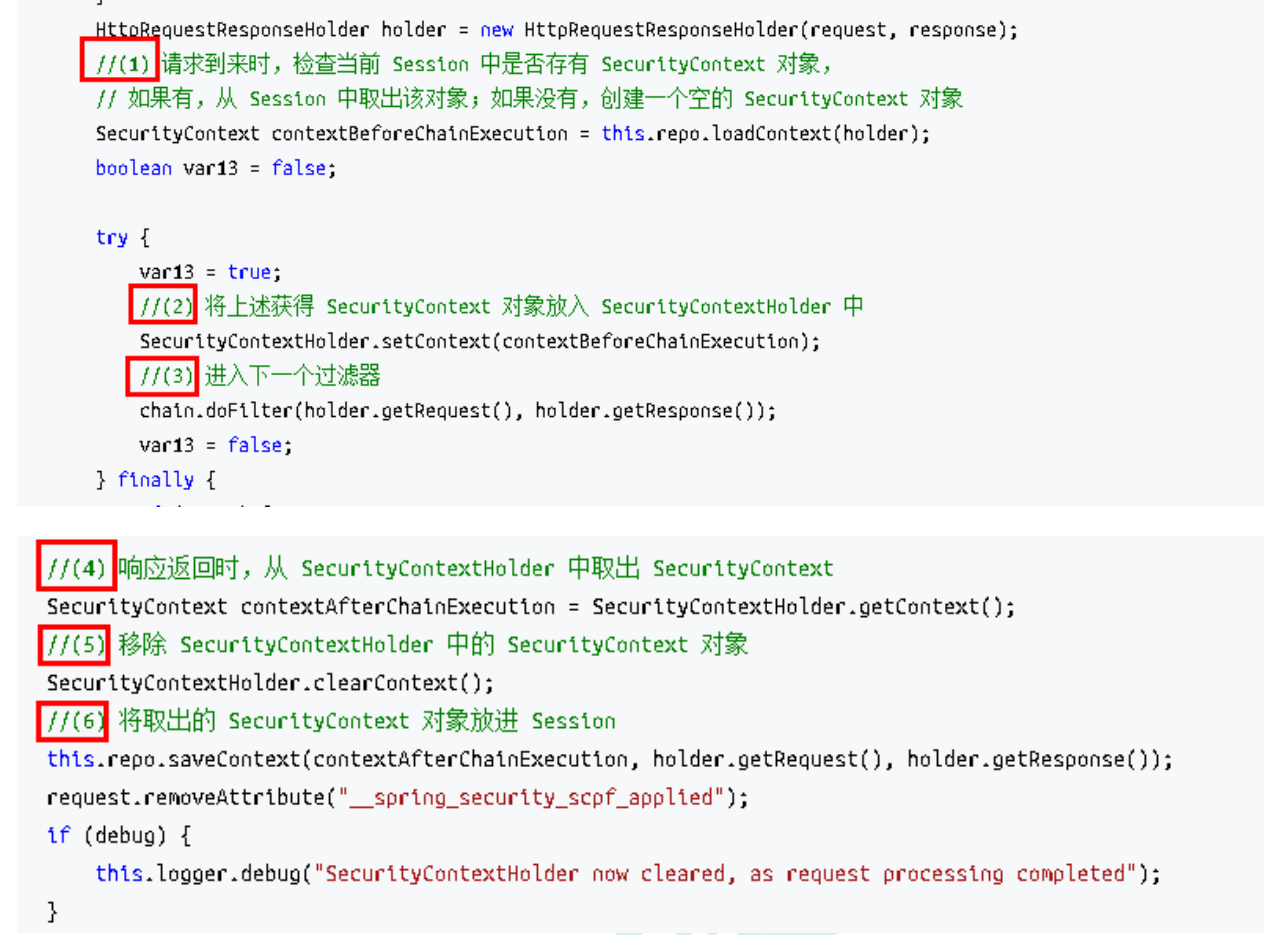 HttpRequestResponseHolder holder = new HttpRequestResponseHolder(request, response);
//(1) 请求到来时，检查当前 Session 中是否存有 SecurityContext 对象，
// 如果有，从 Session 中取出该对象；如果没有，创建一个空的 SecurityContext 对象
SecurityContext contextBeforeChainExecution = this.repo.loadContext(holder);
boolean var13 = false;
try {
var13 = true;
//(2) 将上述获得 SecurityContext 对象放入 SecurityContextHolder 中
SecurityContextHolder.setContext(contextBeforeChainExecution);
//(3) 进入下一个过滤器
chain.doFilter(holder.getRequest(), holder.getResponse());
var13 = false;
} finally {
//(4) 响应返回时，从 SecurityContextHolder 中取出 SecurityContext
SecurityContext contextAfterChainExecution = SecurityContextHolder.getContext();
//(5) 移除 SecurityContextHolder 中的 SecurityContext 对象
SecurityContextHolder.clearContext();
//(6) 将取出的 SecurityContext 对象放进 Session
this.repo.saveContext(contextAfterChainExecution, holder.getRequest(), holder.getResponse());
request.removeAttribute("__spring_security_scpf_applied");
if (debug) {
this.logger.debug("SecurityContextHolder now cleared, as request processing completed");
}